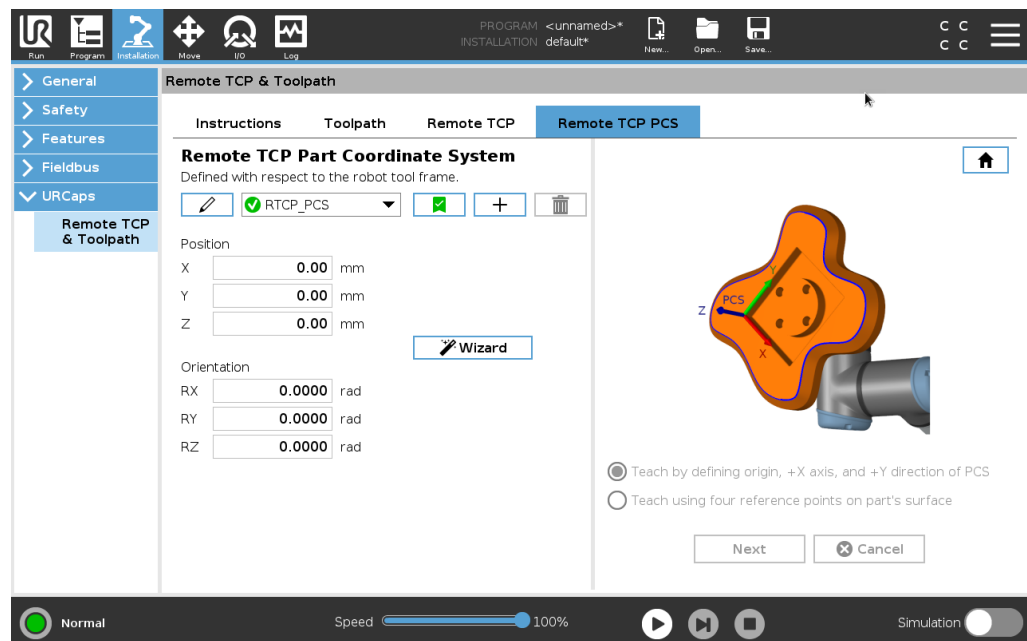 PROGRAM <unnamed>*
INSTALLATION default*
UR
Run Program Installation Move I/O Log New... Open... Save...
C C
C C
General
Safety
Features
Fieldbus
URCaps
Remote TCP
& Toolpath
Remote TCP & Toolpath
Instructions Toolpath Remote TCP Remote TCP PCS
Remote TCP Part Coordinate System
Defined with respect to the robot tool frame.
RTCP_PCS
Position
X 0.00 mm
Y 0.00 mm
Z 0.00 mm
Wizard
Orientation
RX 0.0000 rad
RY 0.0000 rad
RZ 0.0000 rad
Y
PCS
Z
X
Teach by defining origin, +X axis, and +Y direction of PCS
Teach using four reference points on part's surface
Next Cancel
Normal Speed 100% Simulation